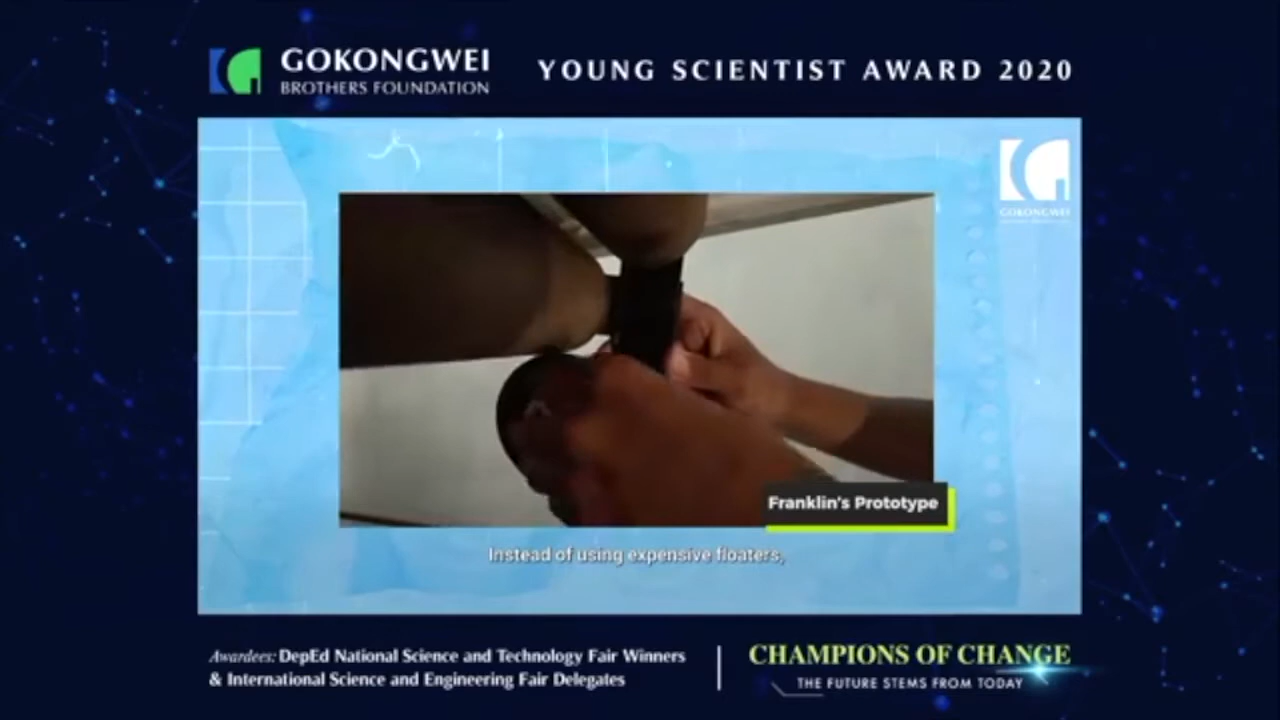 GOKONGWEI
BROTHERS FOUNDATION
YOUNG SCIENTIST AWARD 2020
GOKONGWEI
Franklin's Prototype
Instead of using expensive floaters,
Awardees: DepEd National Science and Technology Fair Winners
& International Science and Engineering Fair Delegates
CHAMPIONS OF CHANGE
THE FUTURE STEMS FROM TODAY